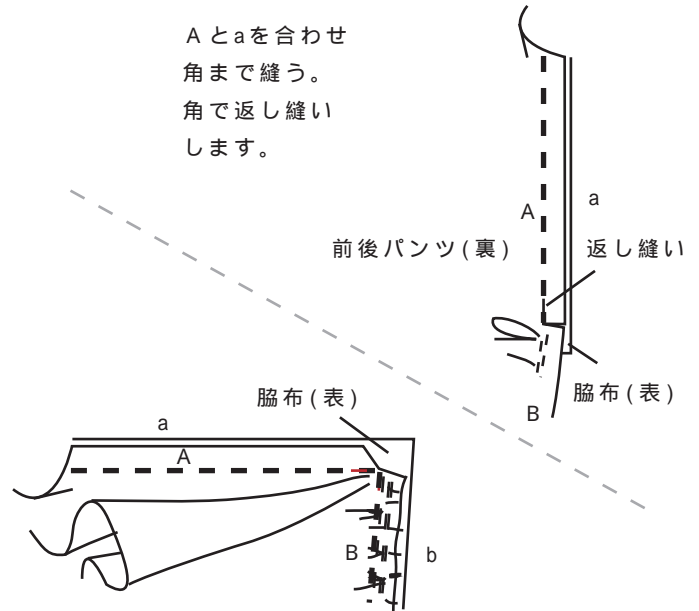 Aとaを合わせ
角まで縫う。
角で返し縫い
します。
A
a
前後パンツ(裏)
返し縫い
脇布(表)
B
脇布(表)
a
A
B
b